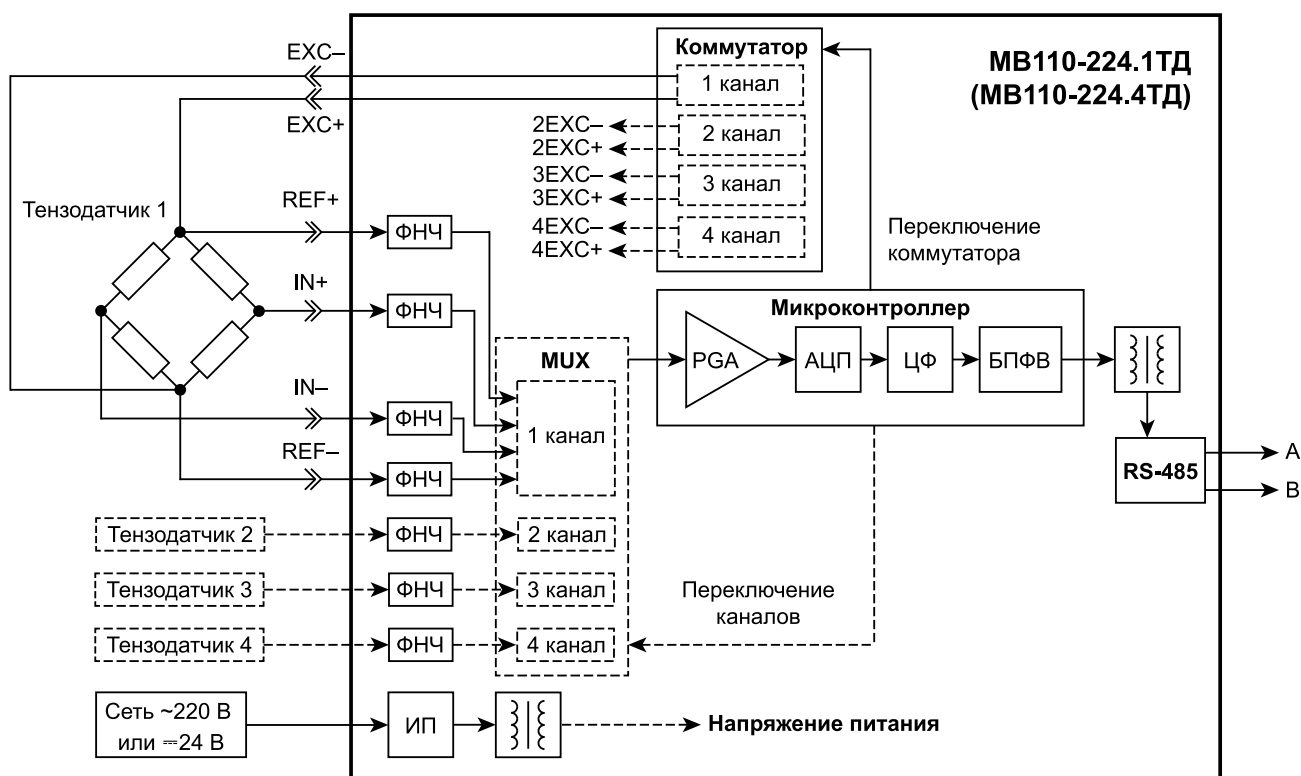 МВ110-224.1ТД
(МВ110-224.4ТД)
EXC–
EXC+
Коммутатор
1 канал
2EXC–
2EXC+
2 канал
3EXC–
3EXC+
3 канал
4EXC–
4EXC+
4 канал
Переключение
коммутатора
Тензодатчик 1
REF+
ФНЧ
IN+
ФНЧ
IN–
ФНЧ
REF–
ФНЧ
MUX
1 канал
Микроконтроллер
PGA
АЦП
ЦФ
БПФВ
RS-485
A
B
Тензодатчик 2
ФНЧ
2 канал
Тензодатчик 3
ФНЧ
3 канал
Тензодатчик 4
ФНЧ
4 канал
Переключение
каналов
Сеть ~220 В
или ⎓24 В
ИП
Напряжение питания